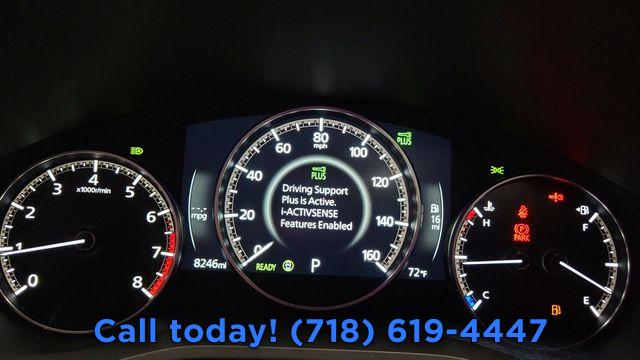 4
3
5
x1000r/min
2
6
1
7
0
8
--.-
mpg
8246mi
80
mph
60
100
40
120
20
140
0
160
PLUS
PLUS
Driving Support
Plus is Active.
i-ACTIVSENSE
Features Enabled
READY
P
72°F
16
mi
H
C
PARK
F
E
Call today! (718) 619-4447